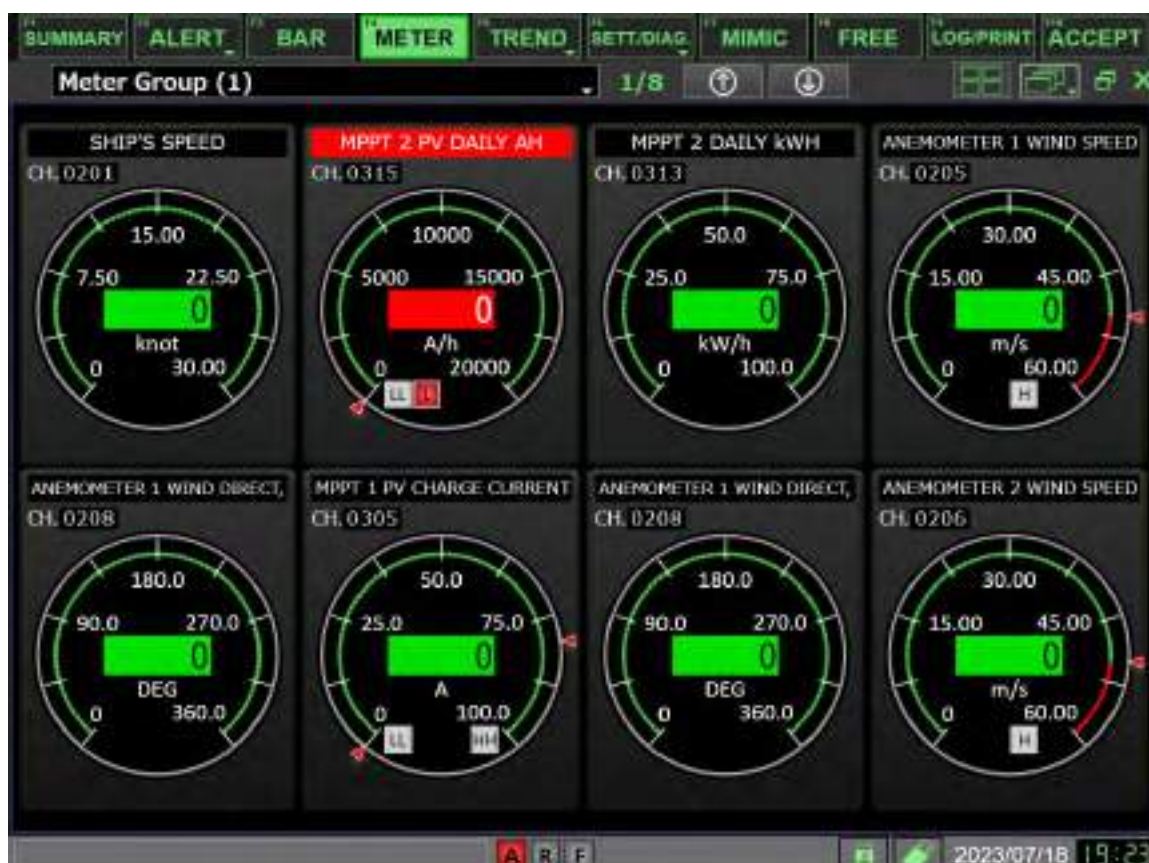 SUMMARY ALERT BAR METER TREND SETT/DIAG MIMIC FREE LOG/PRINT ACCEPT
Meter Group (1) 1/8
SHIP'S SPEED
CH. 0201
15.00
7.50 22.50
0
knot
0 30.00
MPPT 2 PV DAILY AH
CH. 0315
10000
5000 15000
0
A/h
0 20000
LL L
MPPT 2 DAILY kWH
CH. 0313
50.0
25.0 75.0
0
kW/h
0 100.0
ANEMOMETER 1 WIND SPEED
CH. 0205
30.00
15.00 45.00
0
m/s
0 60.00
H
ANEMOMETER 1 WIND DIRECT,
CH. 0208
180.0
90.0 270.0
0
DEG
0 360.0
MPPT 1 PV CHARGE CURRENT
CH. 0305
50.0
25.0 75.0
0
A
0 100.0
LL HH
ANEMOMETER 1 WIND DIRECT,
CH. 0208
180.0
90.0 270.0
0
DEG
0 360.0
ANEMOMETER 2 WIND SPEED
CH. 0206
30.00
15.00 45.00
0
m/s
0 60.00
H
A R F 2023/07/18 19:23